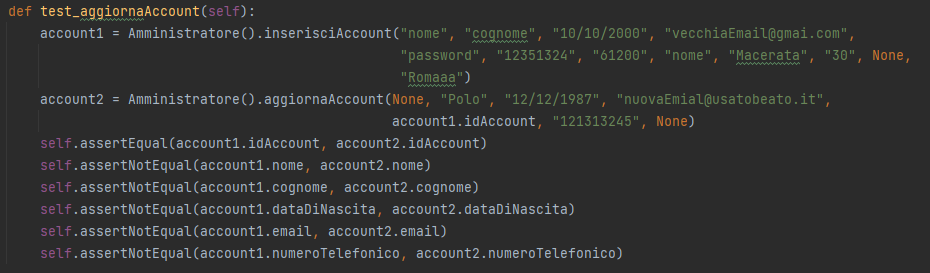 def test_aggiornaAccount(self):
account1 = Amministratore().inserisciAccount("nome", "cognome", "10/10/2000", "vecchiaEmail@gmai.com",
"password", "12351324", "61200", "nome", "Macerata", "30", None,
"Romaaa")
account2 = Amministratore().aggiornaAccount(None, "Polo", "12/12/1987", "nuovaEmial@usatobeato.it",
account1.idAccount, "121313245", None)
self.assertEqual(account1.idAccount, account2.idAccount)
self.assertNotEqual(account1.nome, account2.nome)
self.assertNotEqual(account1.cognome, account2.cognome)
self.assertNotEqual(account1.dataDiNascita, account2.dataDiNascita)
self.assertNotEqual(account1.email, account2.email)
self.assertNotEqual(account1.numeroTelefonico, account2.numeroTelefonico)